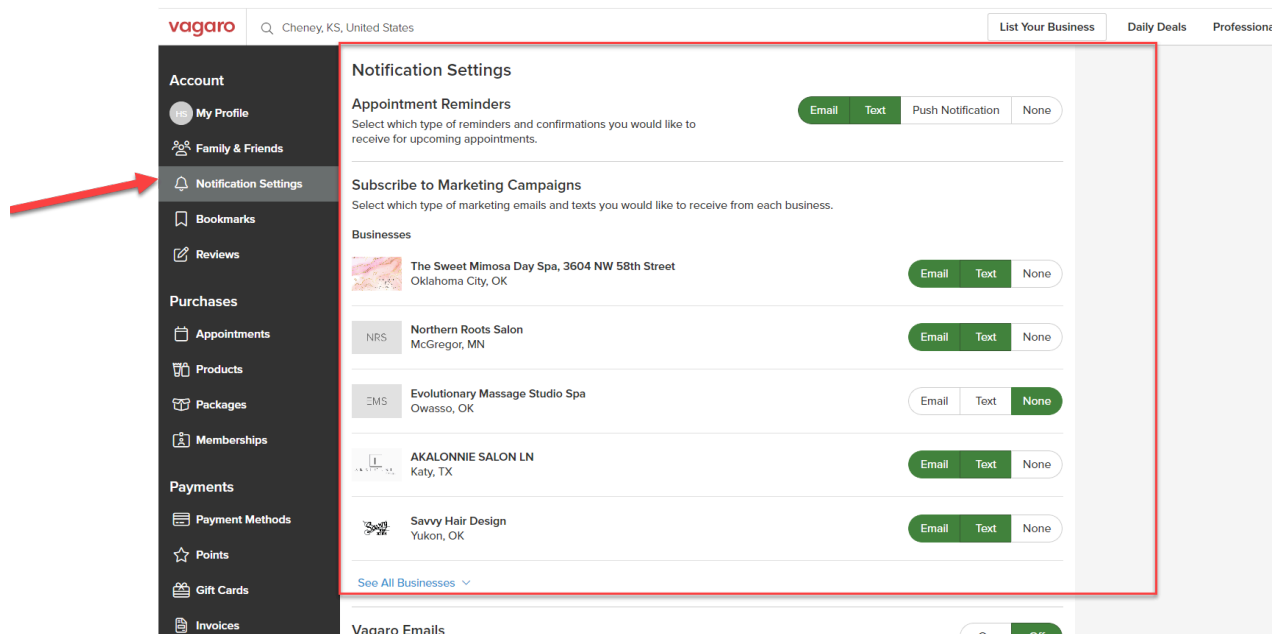 vagaro
Cheney, KS, United States
List Your Business
Daily Deals
Professiona
Account
HS
My Profile
Family & Friends
Notification Settings
Bookmarks
Reviews
Purchases
Appointments
Products
Packages
Memberships
Payments
Payment Methods
Points
Gift Cards
Invoices
Notification Settings
Appointment Reminders
Select which type of reminders and confirmations you would like to
receive for upcoming appointments.
Email Text Push Notification None
Subscribe to Marketing Campaigns
Select which type of marketing emails and texts you would like to receive from each business.
Businesses
The Sweet Mimosa Day Spa, 3604 NW 58th Street
Oklahoma City, OK
Email Text None
NRS
Northern Roots Salon
McGregor, MN
Email Text None
EMS
Evolutionary Massage Studio Spa
Owasso, OK
Email Text None
AKALONNIE SALON LN
Katy, TX
Email Text None
Savvy Hair Design
Yukon, OK
Email Text None
See All Businesses
Vagaro Emails